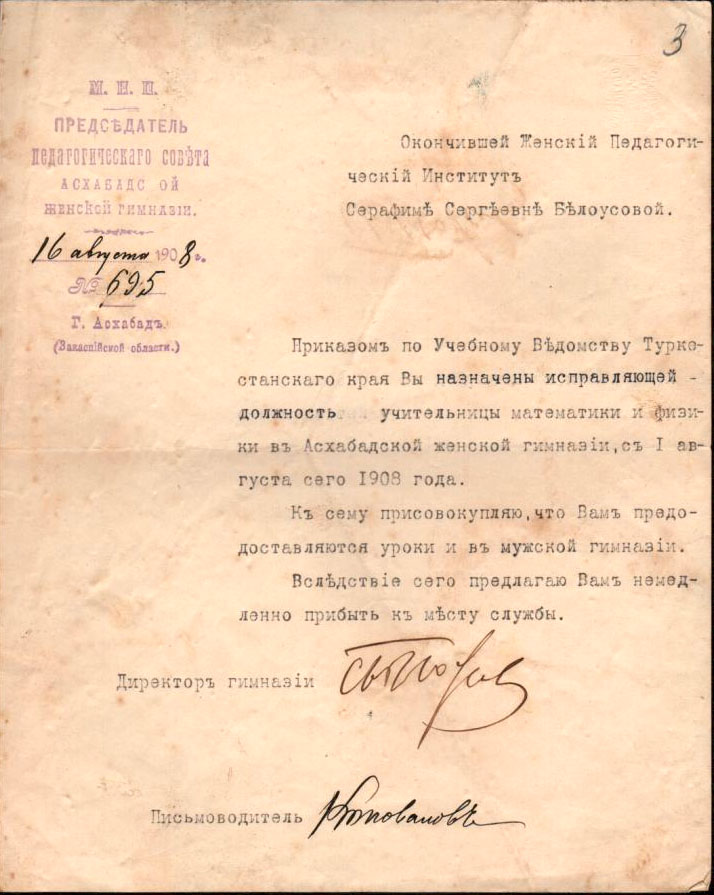 3
М. Н. П.
ПРЕДСѢДАТЕЛЬ
педагогическаго совѣта
АСХАБАДС ОЙ
ЖЕНСКОЙ ГИМНАЗІИ.
16 августа 1908 г.
№ 695
Г. Асхабадъ
(Закаспійской области.)
Окончившей Женскій Педагоги-
ческій Институтъ
Серафимѣ Сергѣевнѣ Бѣлоусовой.
Приказомъ по Учебному Вѣдомству Турке-
станскаго края Вы назначены исправляющей -
должность учительницы математики и физи-
ки въ Асхабадской женской гимназіи,съ I ав-
густа сего 1908 года.
Къ сему присовокупляю,что Вамъ предо-
доставляются уроки и въ мужской гимназіи.
Вслѣдствіе сего предлагаю Вамъ немед-
ленно прибыть къ мѣсту службы.
Директоръ гимназіи
Письмоводитель Коноваловъ